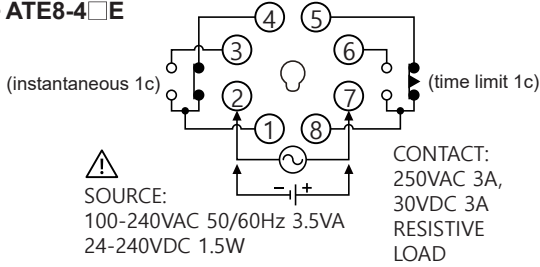 ATE8-4□E
4 5
3 6
(instantaneous 1c) (time limit 1c)
2 7
1 8
− +
SOURCE:
100-240VAC 50/60Hz 3.5VA
24-240VDC 1.5W
CONTACT:
250VAC 3A,
30VDC 3A
RESISTIVE
LOAD